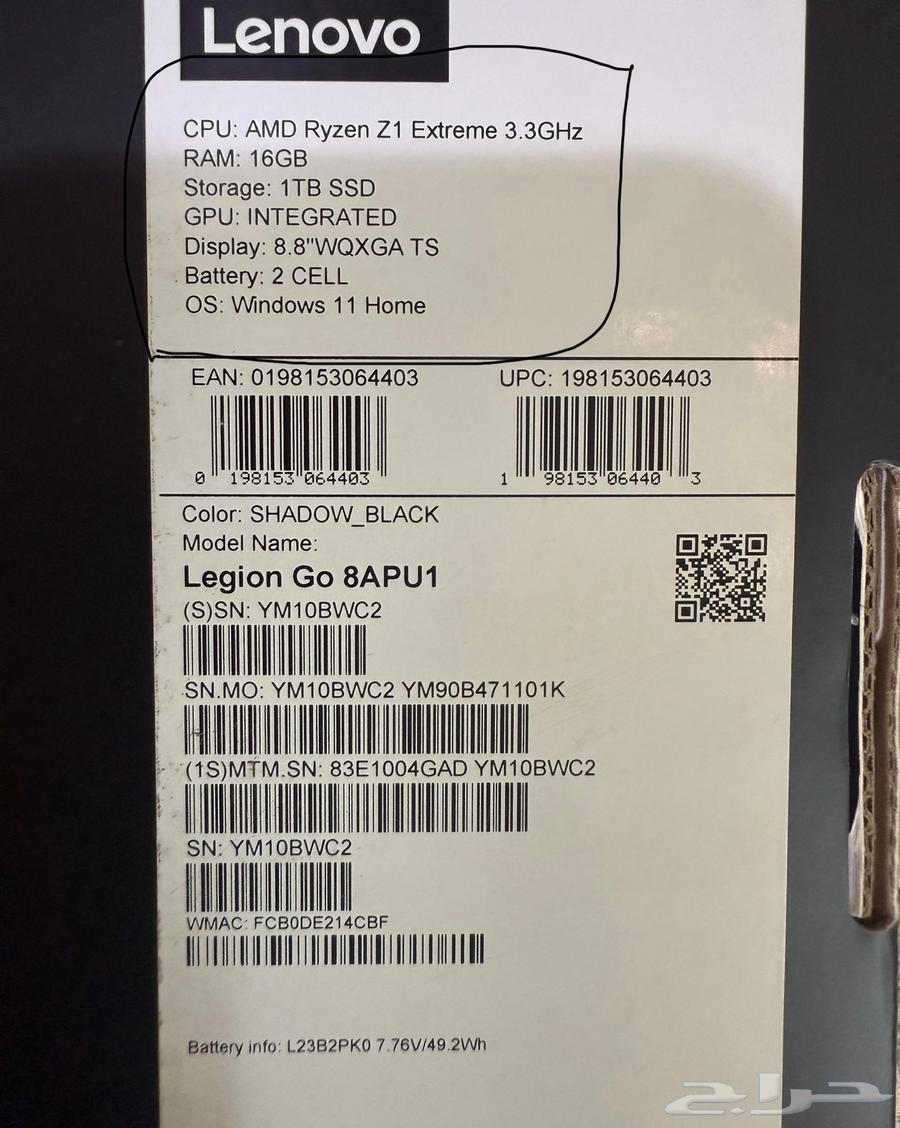 Lenovo
CPU: AMD Ryzen Z1 Extreme 3.3GHz
RAM: 16GB
Storage: 1TB SSD
GPU: INTEGRATED
Display: 8.8"WQXGA TS
Battery: 2 CELL
OS: Windows 11 Home
EAN: 0198153064403 UPC: 198153064403
0 198153 064403 1 98153 06440 3
Color: SHADOW_BLACK
Model Name:
Legion Go 8APU1
(S)SN: YM10BWC2
SN.MO: YM10BWC2 YM90B471101K
(1S)MTM.SN: 83E1004GAD YM10BWC2
SN: YM10BWC2
WMAC: FCB0DE214CBF
Battery info: L23B2PK0 7.76V/49.2Wh
حراج